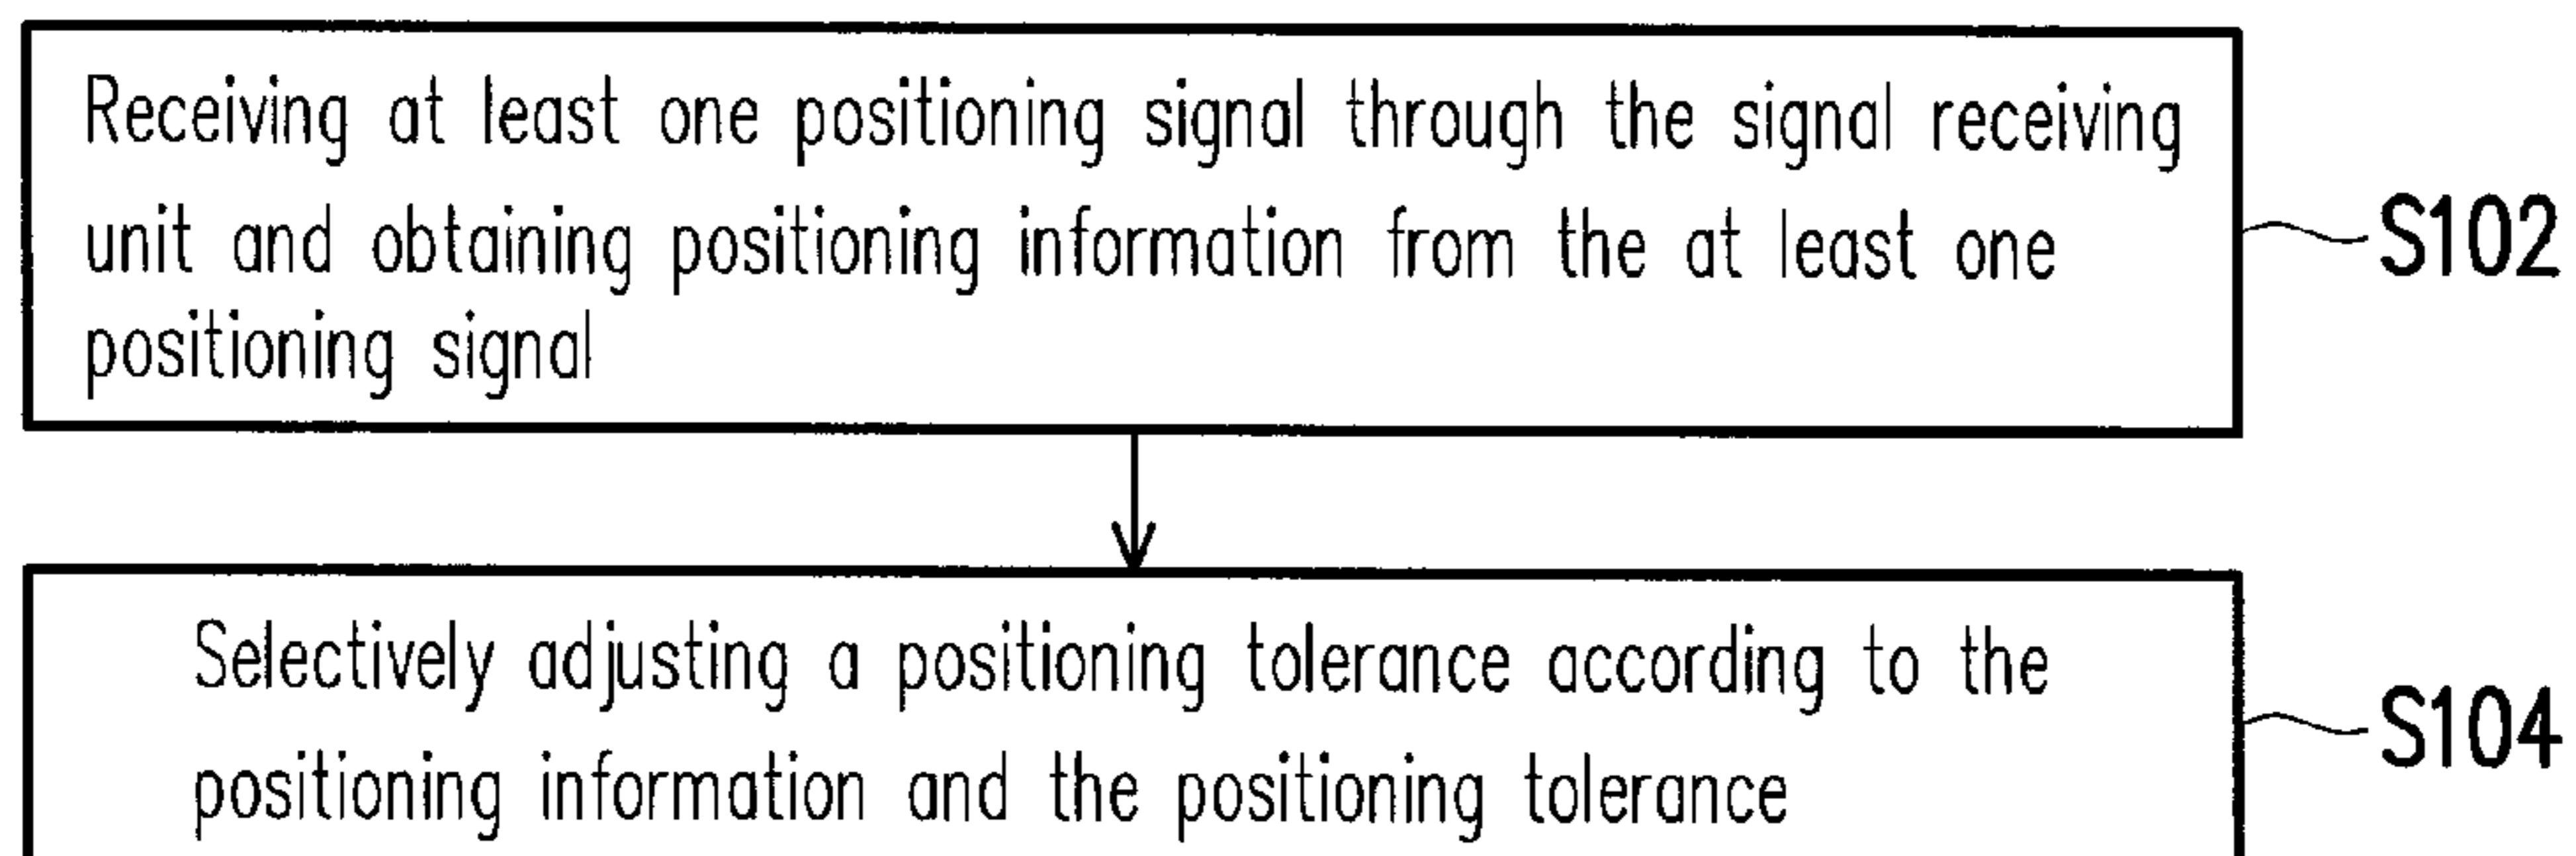 Receiving at least one positioning signal through the signal receiving
unit and obtaining positioning information from the at least one
positioning signal
S102
Selectively adjusting a positioning tolerance according to the
positioning information and the positioning tolerance
S104